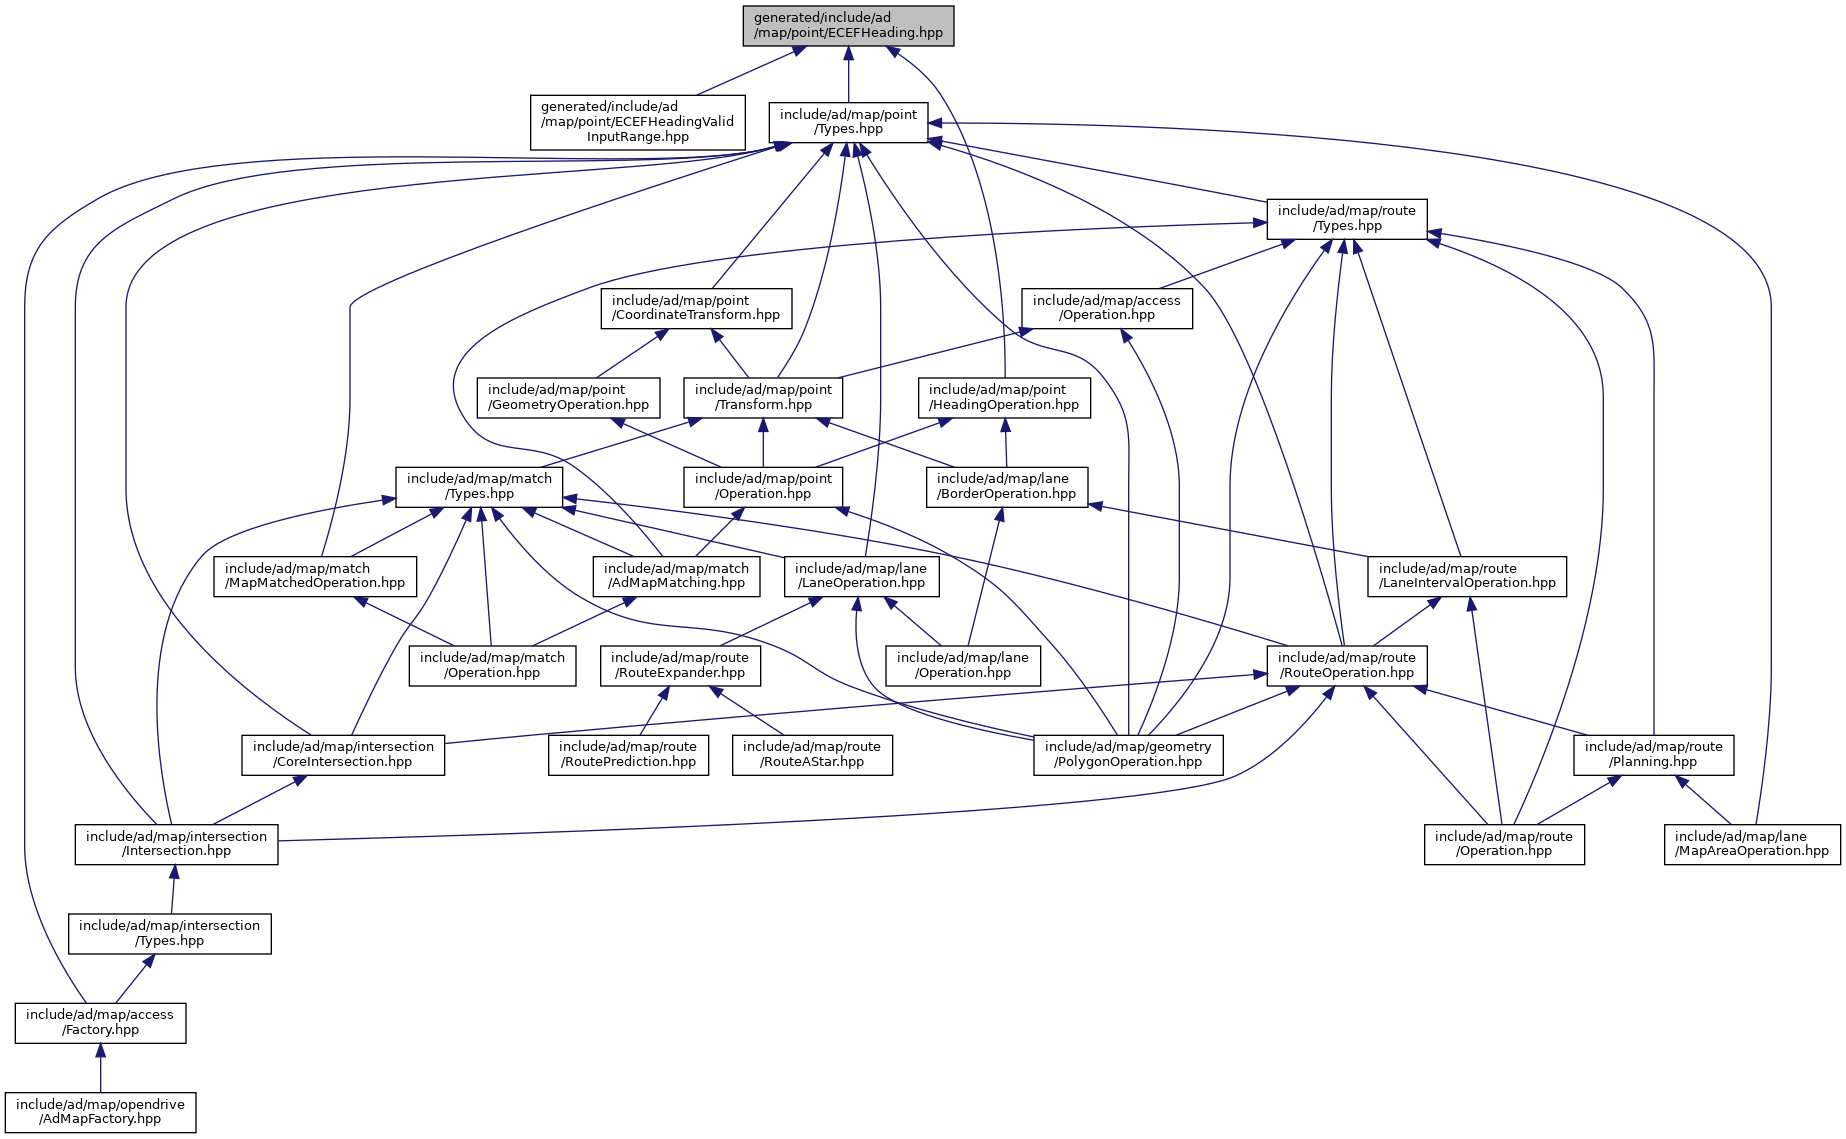 generated/include/ad
/map/point/ECEFHeading.hpp
generated/include/ad
/map/point/ECEFHeadingValid
InputRange.hpp
include/ad/map/point
/Types.hpp
include/ad/map/route
/Types.hpp
include/ad/map/point
/CoordinateTransform.hpp
include/ad/map/access
/Operation.hpp
include/ad/map/point
/GeometryOperation.hpp
include/ad/map/point
/Transform.hpp
include/ad/map/point
/HeadingOperation.hpp
include/ad/map/match
/Types.hpp
include/ad/map/point
/Operation.hpp
include/ad/map/lane
/BorderOperation.hpp
include/ad/map/match
/MapMatchedOperation.hpp
include/ad/map/match
/AdMapMatching.hpp
include/ad/map/lane
/LaneOperation.hpp
include/ad/map/route
/LaneIntervalOperation.hpp
include/ad/map/match
/Operation.hpp
include/ad/map/route
/RouteExpander.hpp
include/ad/map/lane
/Operation.hpp
include/ad/map/route
/RouteOperation.hpp
include/ad/map/intersection
/CoreIntersection.hpp
include/ad/map/route
/RoutePrediction.hpp
include/ad/map/route
/RouteAStar.hpp
include/ad/map/geometry
/PolygonOperation.hpp
include/ad/map/route
/Planning.hpp
include/ad/map/intersection
/Intersection.hpp
include/ad/map/route
/Operation.hpp
include/ad/map/lane
/MapAreaOperation.hpp
include/ad/map/intersection
/Types.hpp
include/ad/map/access
/Factory.hpp
include/ad/map/opendrive
/AdMapFactory.hpp